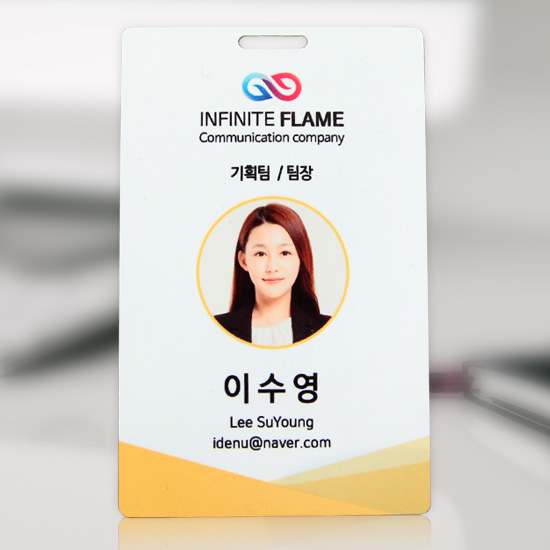 INFINITE FLAME
Communication company
기획팀 / 팀장
이수영
Lee SuYoung
idenu@naver.com